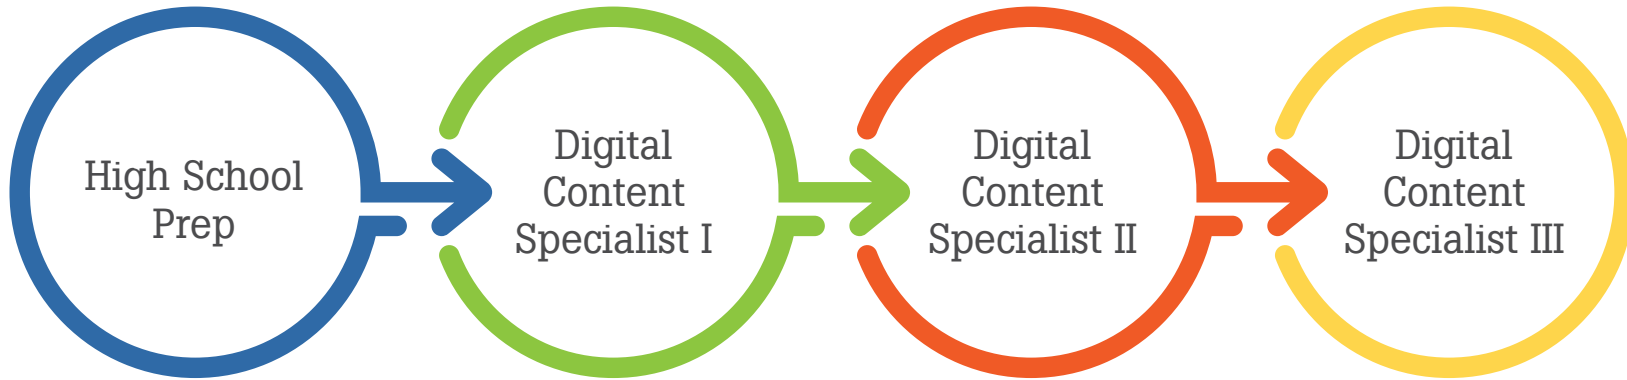 High School
Prep
Digital
Content
Specialist I
Digital
Content
Specialist II
Digital
Content
Specialist III